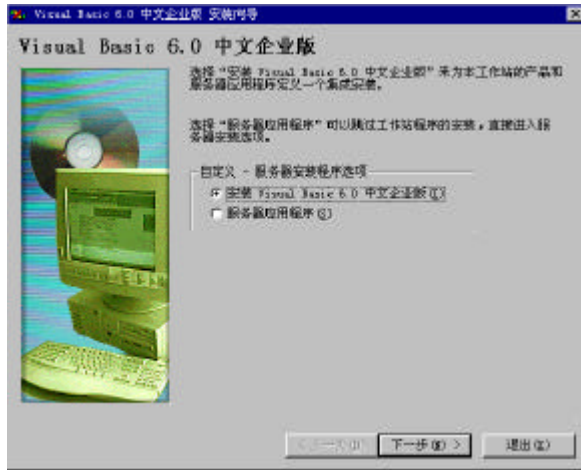 Visual Basic 6.0 中文企业版 安装向导
Visual Basic 6.0 中文企业版
选择“安装 Visual Basic 6.0 中文企业版”来为本工作站的产品和
服务器应用程序定义一个集成安装。
选择“服务器应用程序”可以跳过工作站程序的安装，直接进入服
务器安装选项。
自定义 - 服务器安装程序选项
安装 Visual Basic 6.0 中文企业版(I)
服务器应用程序(S)
下一步(N) >
退出(E)